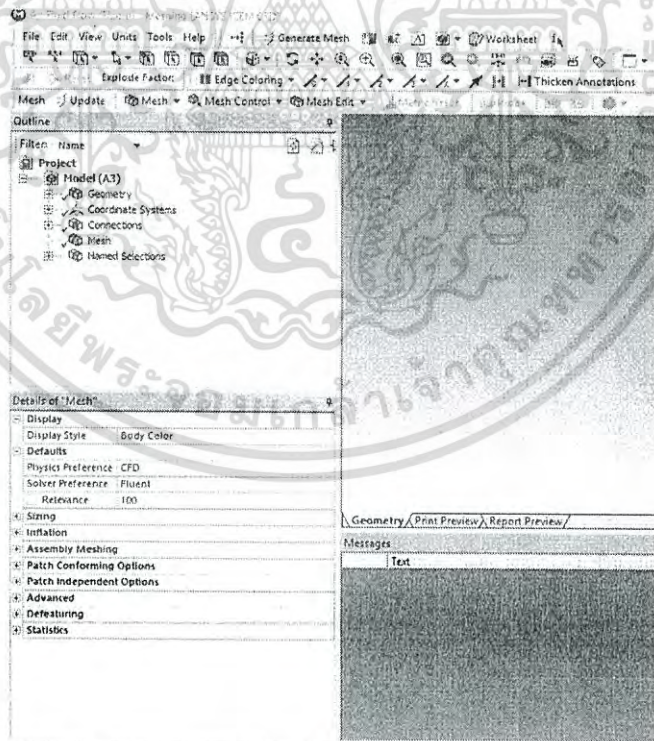 File Edit View Units Tools Help Generate Mesh Worksheet
Explode Factor: Edge Coloring Thicken Annotations
Mesh Update Mesh Mesh Control Mesh Edit
Outline
Filter: Name
Project
Model (A3)
Geometry
Coordinate Systems
Connections
Mesh
Named Selections
Details of "Mesh"
Display
Display Style Body Color
Defaults
Physics Preference CFD
Solver Preference Fluent
Relevance 100
Sizing
Inflation
Assembly Meshing
Patch Conforming Options
Patch Independent Options
Advanced
Defeaturing
Statistics
Geometry Print Preview Report Preview
Messages
Text